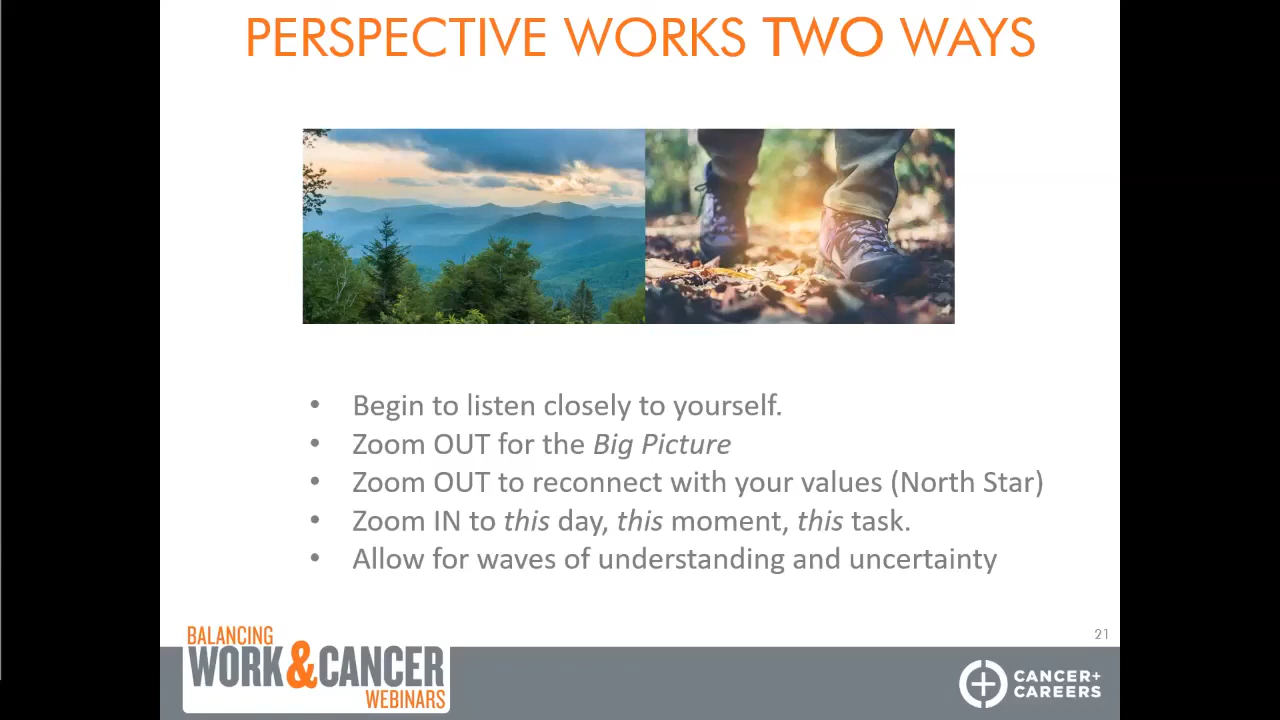 PERSPECTIVE WORKS TWO WAYS
• Begin to listen closely to yourself.
• Zoom OUT for the Big Picture
• Zoom OUT to reconnect with your values (North Star)
• Zoom IN to this day, this moment, this task.
• Allow for waves of understanding and uncertainty
21
BALANCING
WORK & CANCER
WEBINARS
CANCER+
CAREERS